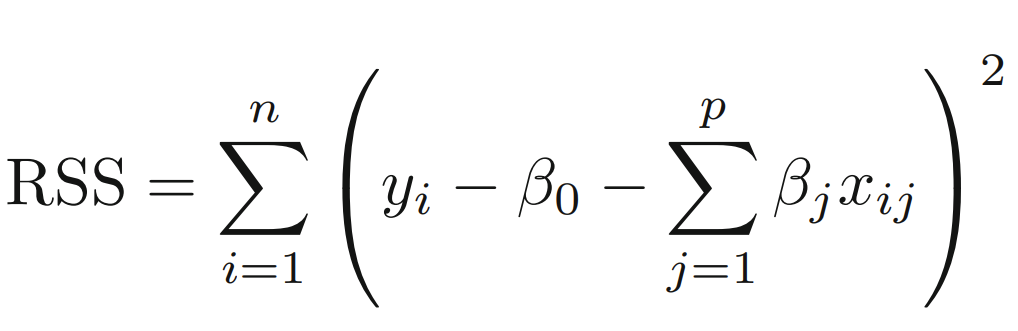 RSS = \sum_{i=1}^{n} \left( y_i - \beta_0 - \sum_{j=1}^{p} \beta_j x_{ij} \right)^2